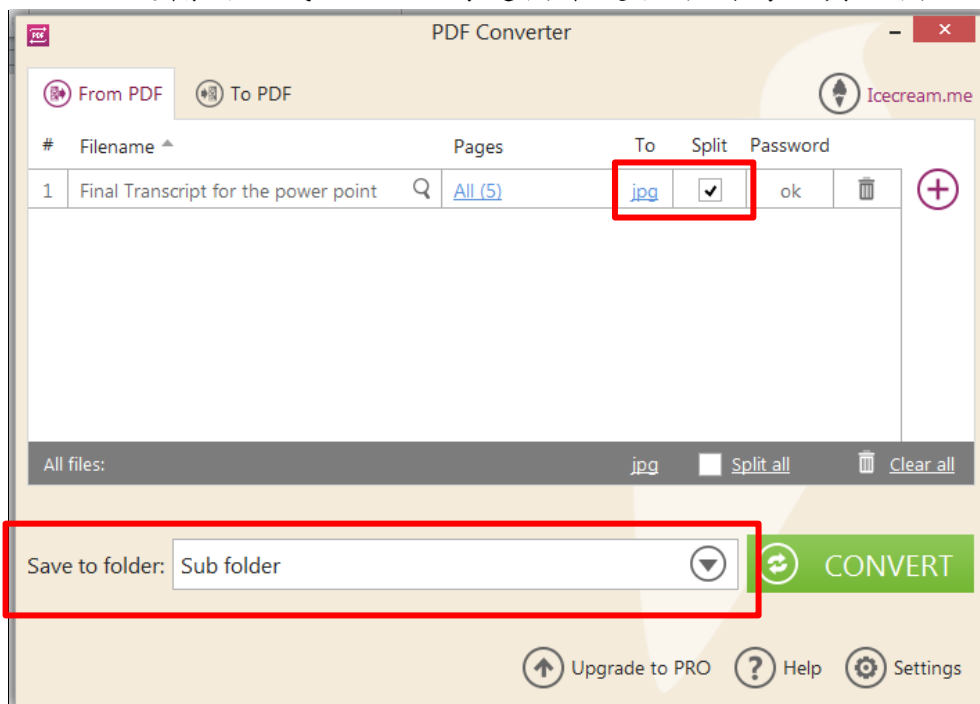 PDF Converter
From PDF To PDF Icecream.me
# Filename Pages To Split Password
1 Final Transcript for the power point All (5) jpg ok
All files: jpg Split all Clear all
Save to folder: Sub folder CONVERT
Upgrade to PRO Help Settings